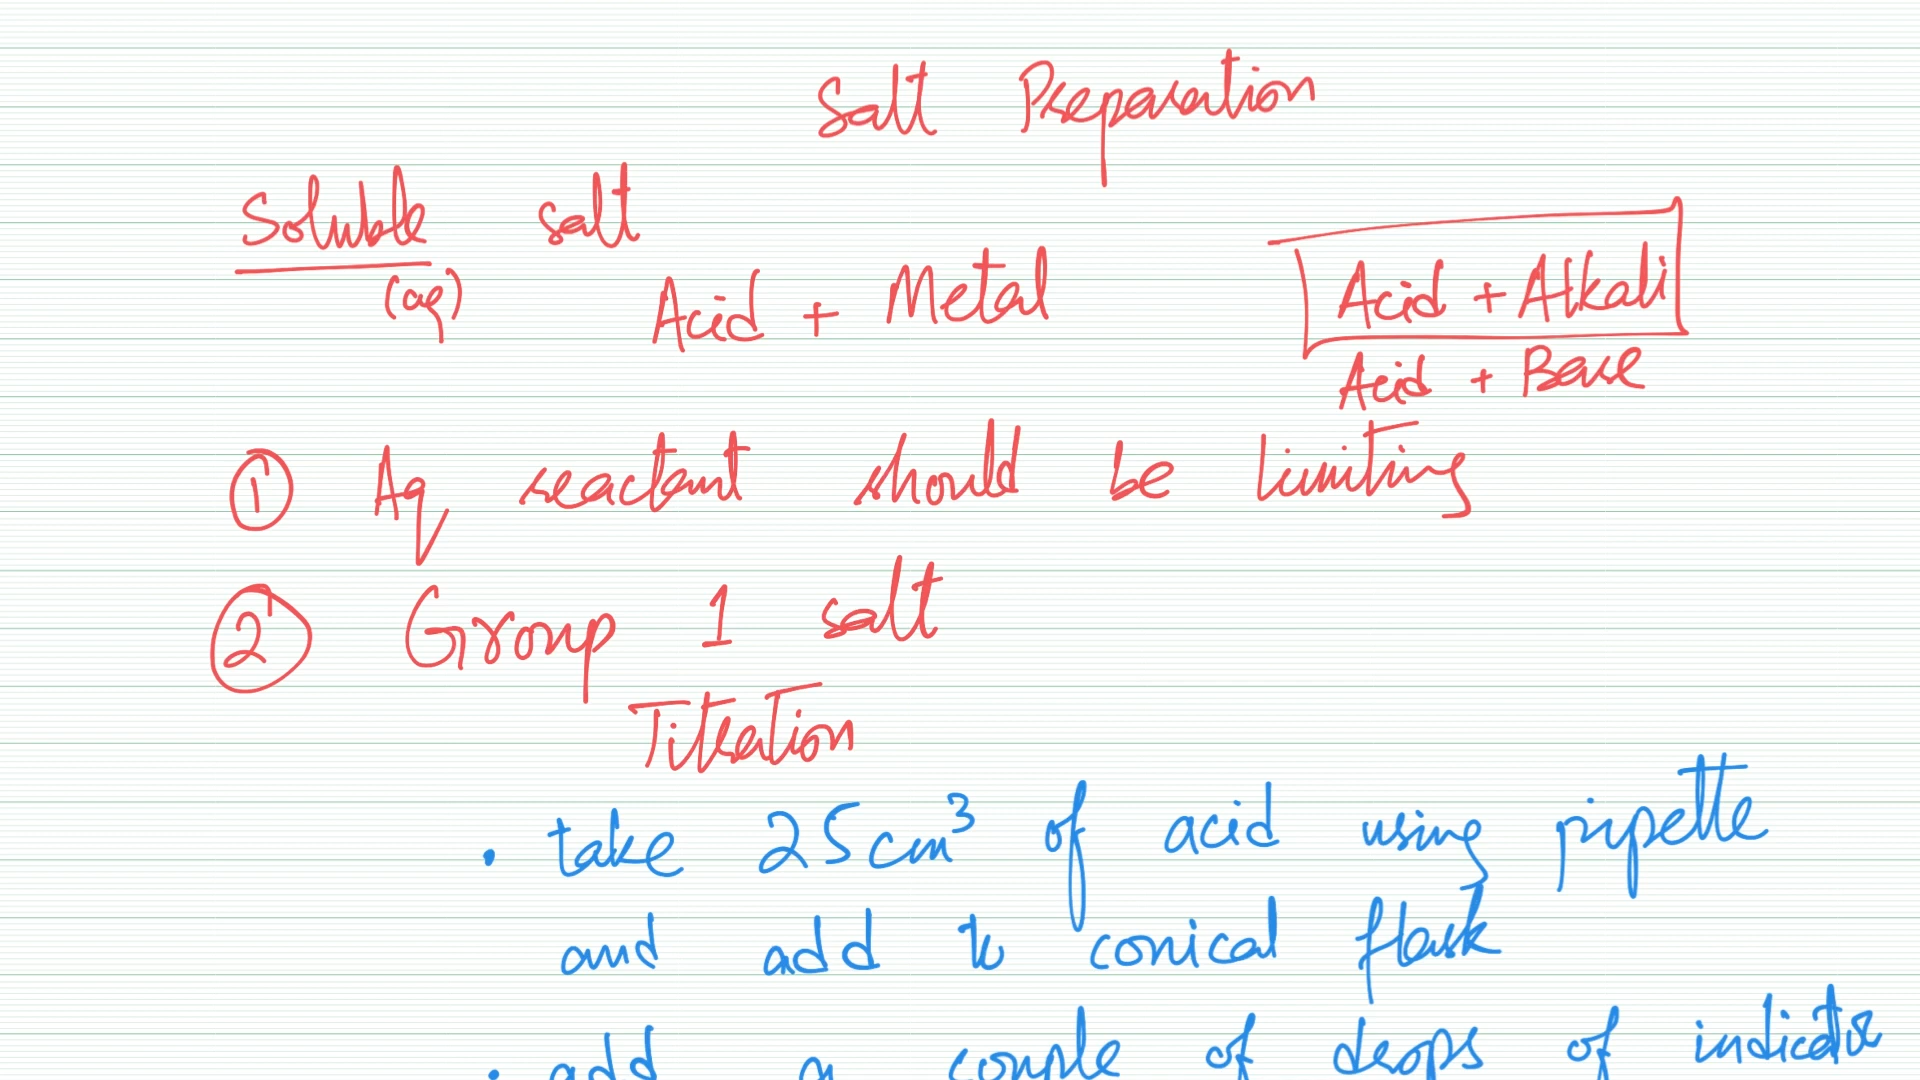 Salt Preparation
Soluble salt
(aq)
Acid + Metal
Acid + Alkali
Acid + Base
① Aq reactant should be limiting
② Group 1 salt
Titration
• take 25cm³ of acid using pipette
and add to conical flask
• add a couple of drops of indicator